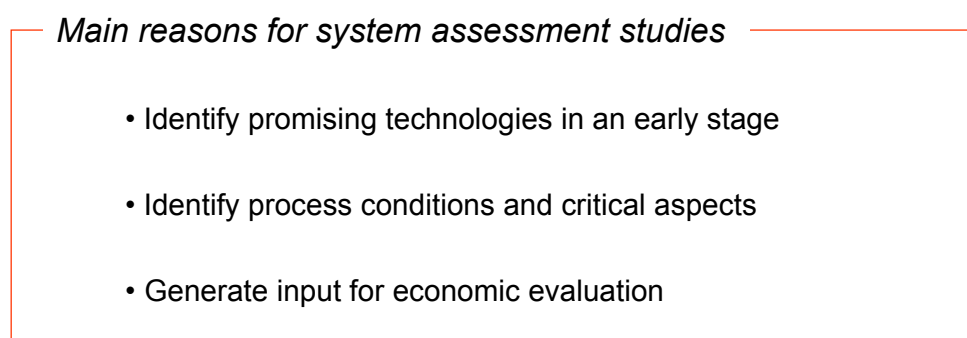 Main reasons for system assessment studies
• Identify promising technologies in an early stage
• Identify process conditions and critical aspects
• Generate input for economic evaluation